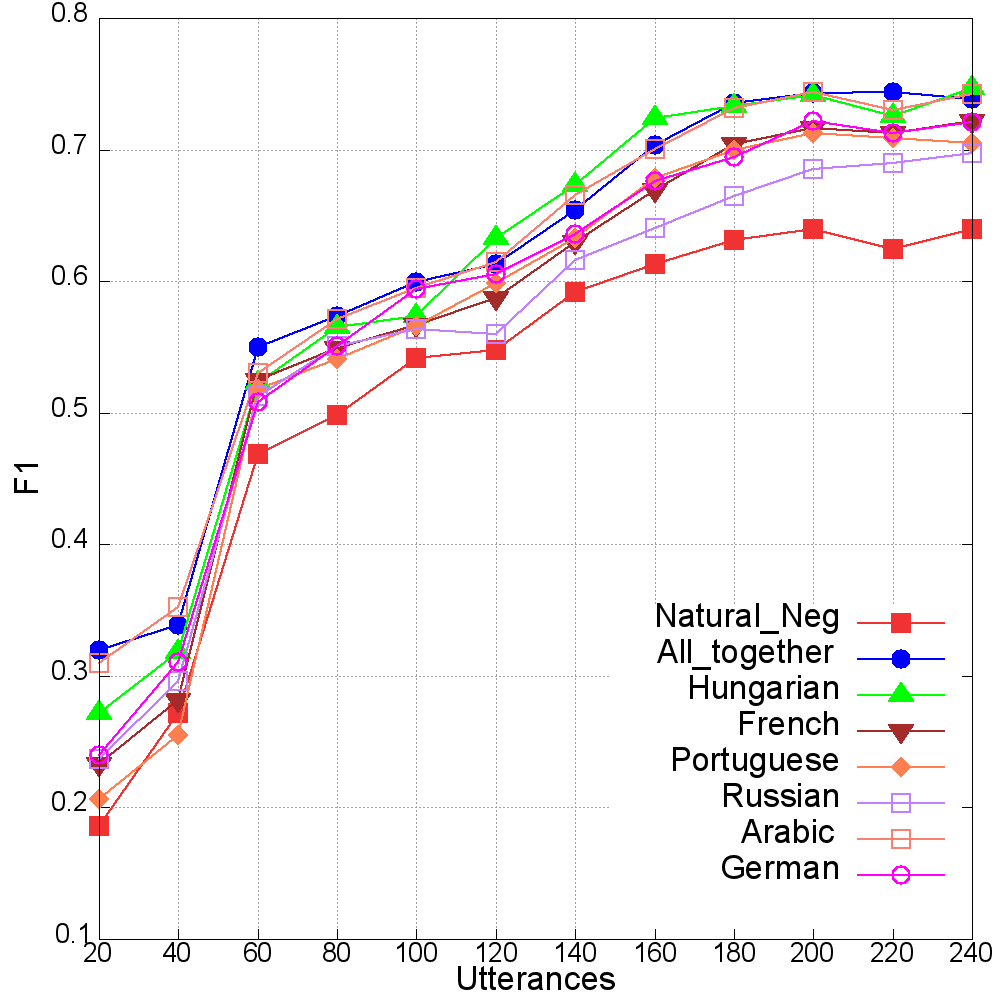 0.8
0.7
0.6
0.5
0.4
0.3
0.2
0.1
F1
Natural_Neg
All_together
Hungarian
French
Portuguese
Russian
Arabic
German
20 40 60 80 100 120 140 160 180 200 220 240
Utterances